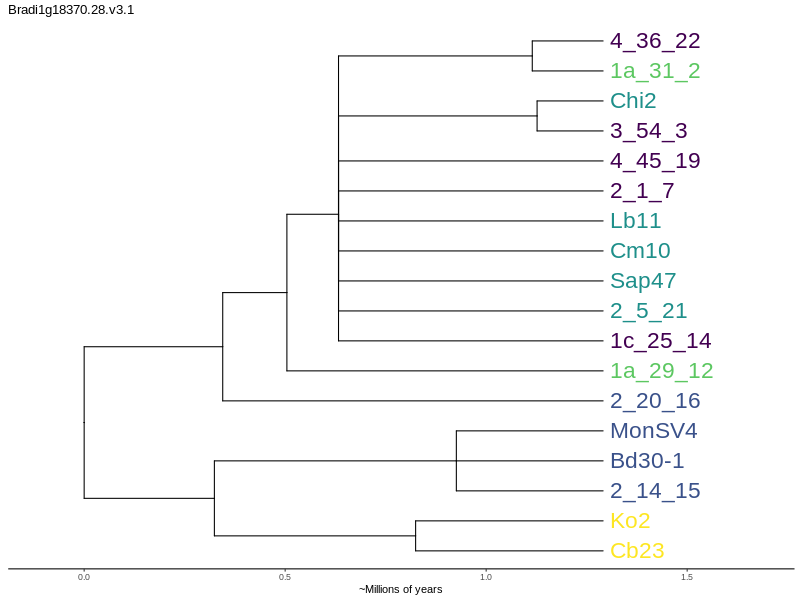 Bradi1g18370.28.v3.1
4_36_22
1a_31_2
Chi2
3_54_3
4_45_19
2_1_7
Lb11
Cm10
Sap47
2_5_21
1c_25_14
1a_29_12
2_20_16
MonSV4
Bd30-1
2_14_15
Ko2
Cb23
0.0 0.5 1.0 1.5
~Millions of years